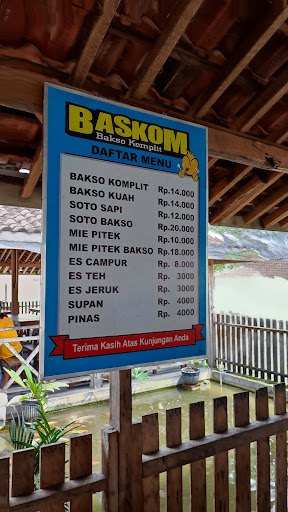 BASKOM
Bakso Komplit
DAFTAR MENU
BAKSO KOMPLIT Rp.14.000
BAKSO KUAH Rp.14.000
SOTO SAPI Rp.12.000
SOTO BAKSO Rp.20.000
MIE PITEK Rp.10.000
MIE PITEK BAKSO Rp.18.000
ES CAMPUR Rp. 8.000
ES TEH Rp. 3000
ES JERUK Rp. 3000
SUPAN Rp. 4000
PINAS Rp. 4000
Terima Kasih Atas Kunjungan Anda